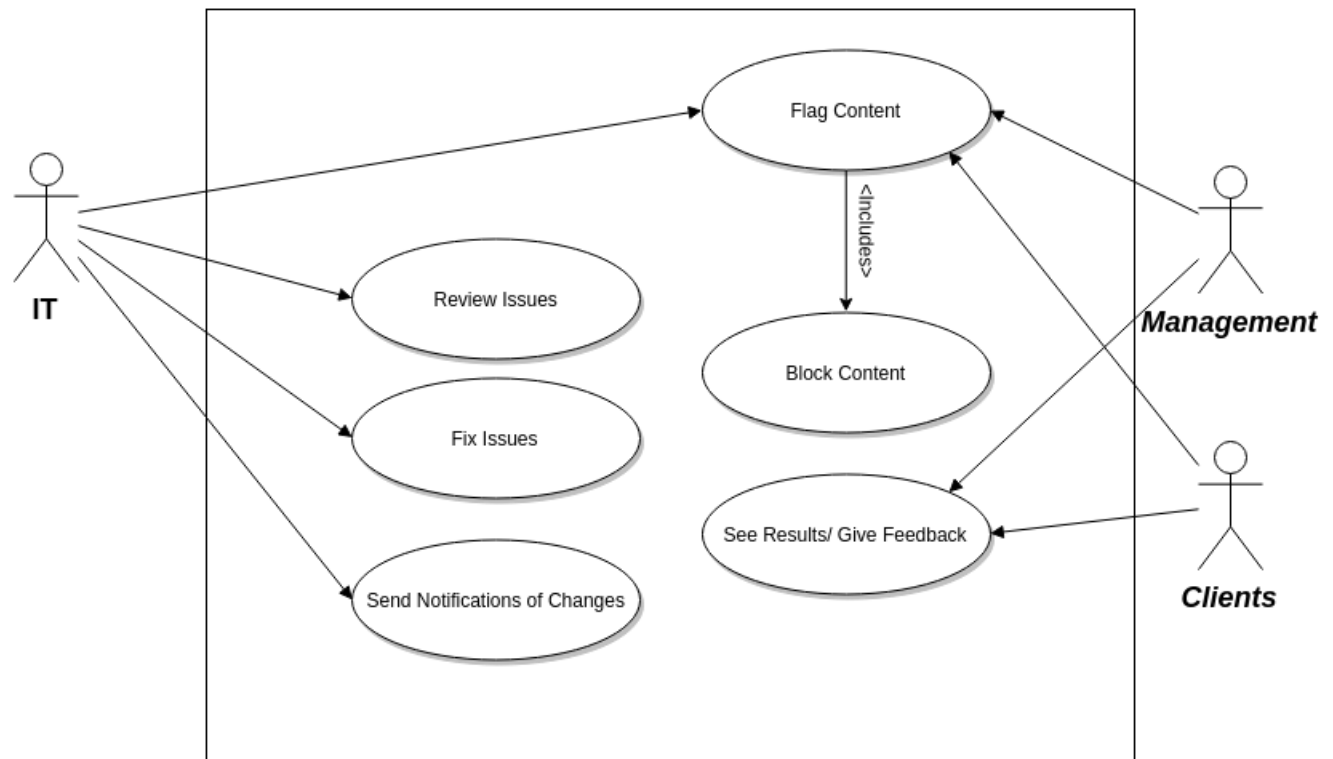 Flag Content
<Includes>
IT
Review Issues
Management
Block Content
Fix Issues
See Results/ Give Feedback
Send Notifications of Changes
Clients